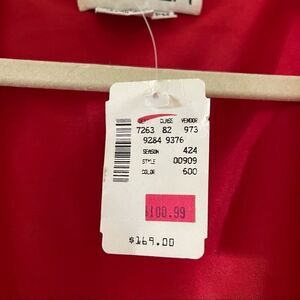 CLASS VENDOR
7263 82 973
9284 9376
SEASON 424
STYLE 00909
COLOR 600
$100.99
$169.00